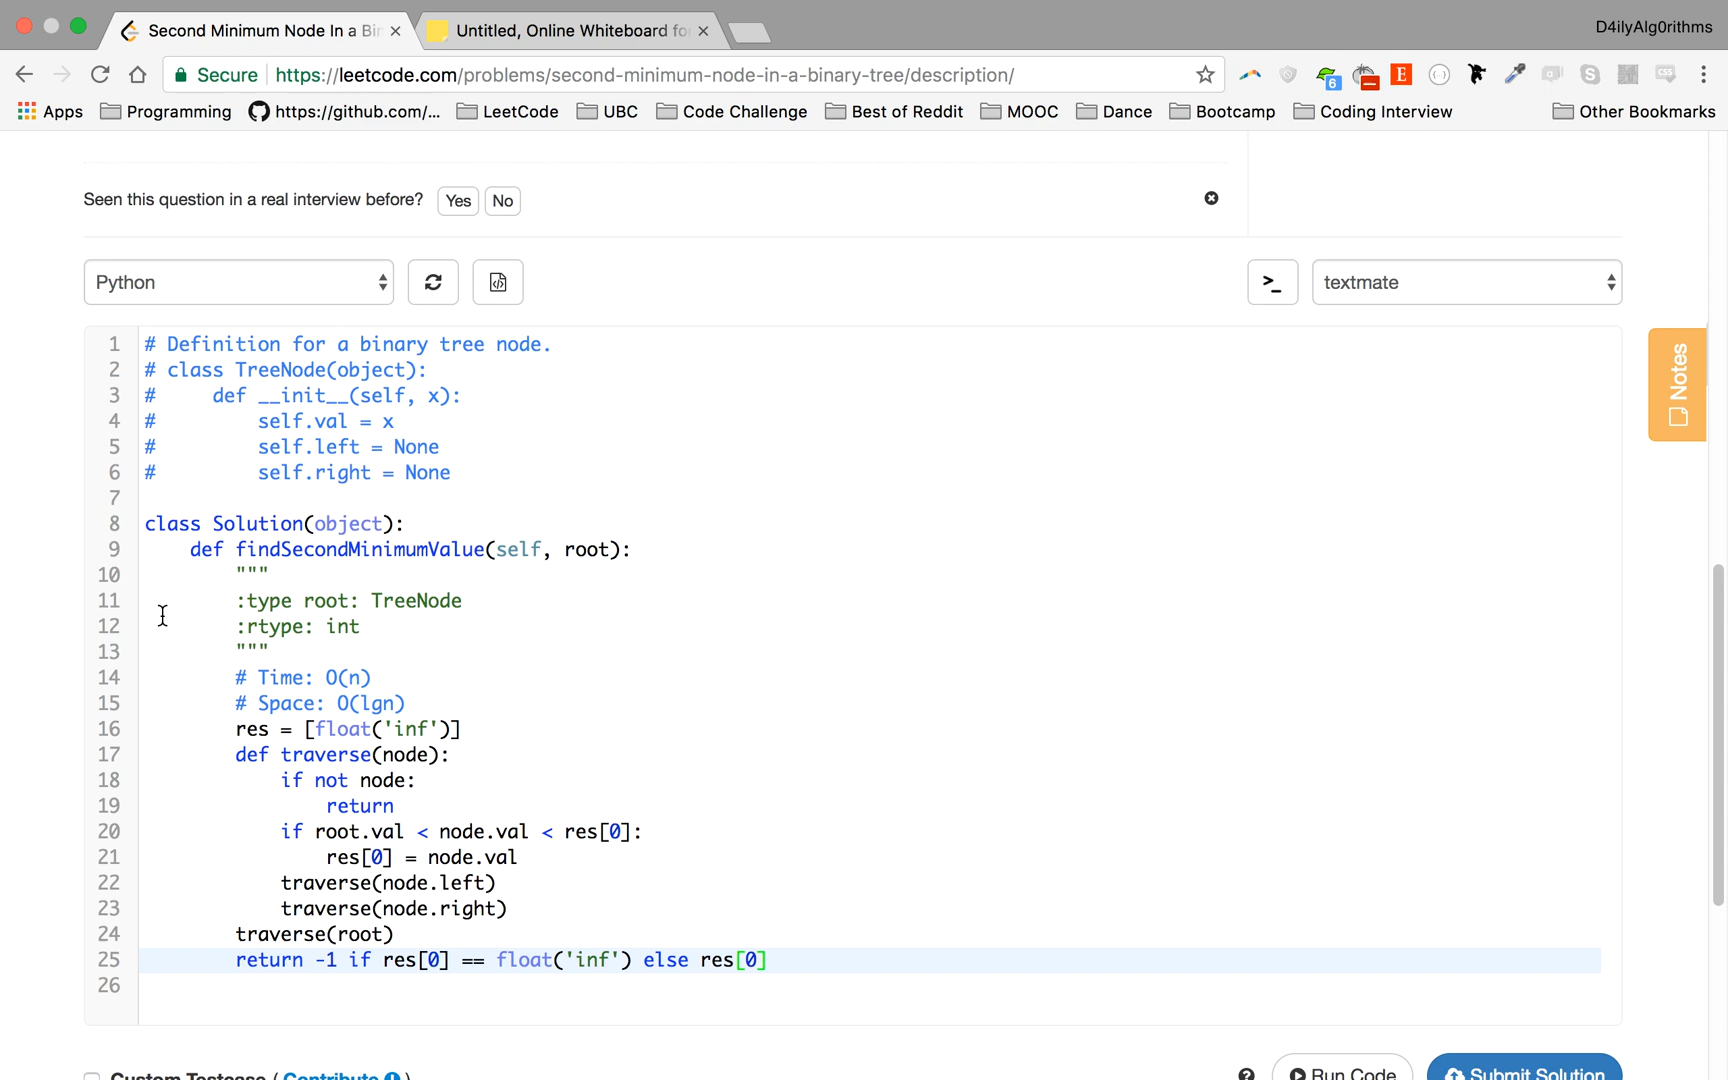 Second Minimum Node In a Bin
Untitled, Online Whiteboard for
D4ilyAlg0rithms
Secure https://leetcode.com/problems/second-minimum-node-in-a-binary-tree/description/
Apps Programming https://github.com/... LeetCode UBC Code Challenge Best of Reddit MOOC Dance Bootcamp Coding Interview Other Bookmarks
Seen this question in a real interview before? Yes No
Python
>_ textmate
Notes
1 # Definition for a binary tree node.
2 # class TreeNode(object):
3 #     def __init__(self, x):
4 #         self.val = x
5 #         self.left = None
6 #         self.right = None
7
8 class Solution(object):
9     def findSecondMinimumValue(self, root):
10         """
11         :type root: TreeNode
12         :rtype: int
13         """
14         # Time: O(n)
15         # Space: O(lgn)
16         res = [float('inf')]
17         def traverse(node):
18             if not node:
19                 return
20             if root.val < node.val < res[0]:
21                 res[0] = node.val
22             traverse(node.left)
23             traverse(node.right)
24         traverse(root)
25         return -1 if res[0] == float('inf') else res[0]
26
Custom Testcase ( Contribute )
Run Code Submit Solution